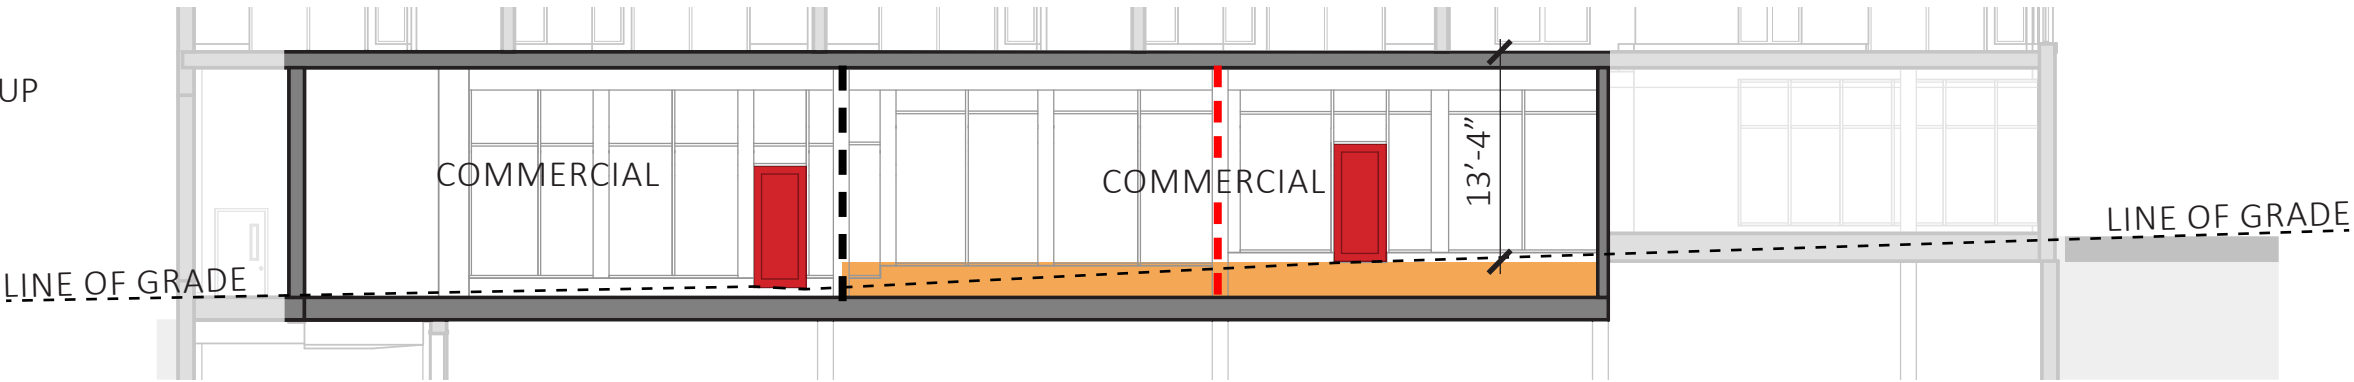 UP
COMMERCIAL
COMMERCIAL
13’-4”
LINE OF GRADE
LINE OF GRADE